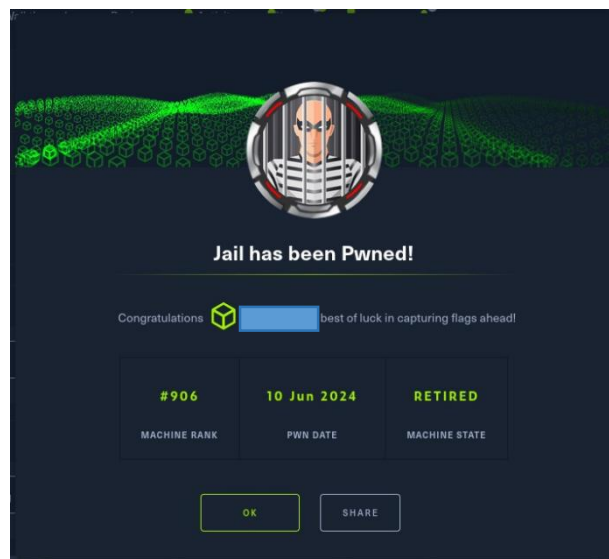 Jail has been Pwned!
Congratulations best of luck in capturing flags ahead!
#906 10 Jun 2024 RETIRED
MACHINE RANK PWN DATE MACHINE STATE
OK SHARE